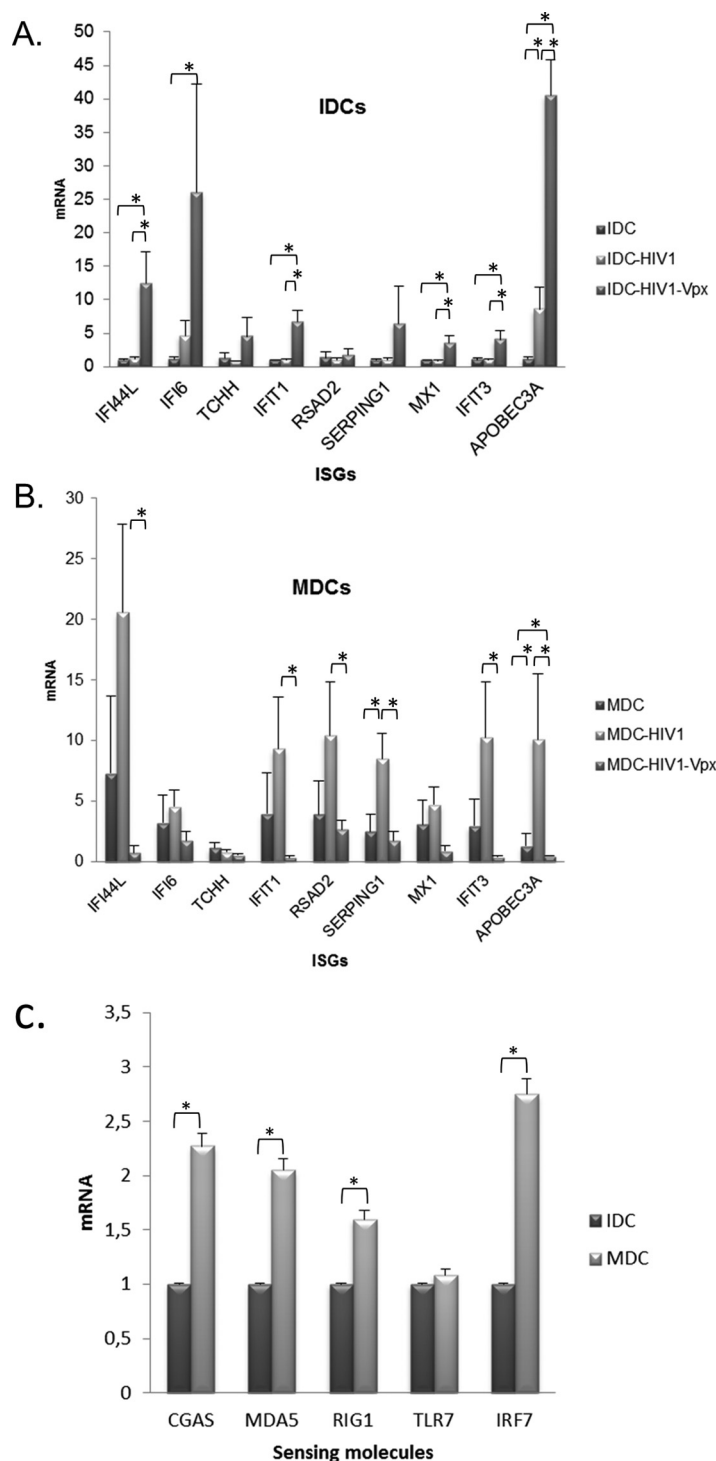 A.
IDCs
mRNA
50
45
40
35
30
25
20
15
10
5
0
* * * * * * * * * * * *
IFI44L IFI6 TCHH IFIT1 RSAD2 SERPING1 MX1 IFIT3 APOBEC3A
ISGs
IDC
IDC-HIV1
IDC-HIV1-Vpx
B.
MDCs
mRNA
30
25
20
15
10
5
0
* * * * * * * * *
IFI44L IFI6 TCHH IFIT1 RSAD2 SERPING1 MX1 IFIT3 APOBEC3A
ISGs
MDC
MDC-HIV1
MDC-HIV1-Vpx
C.
mRNA
3,5
3
2,5
2
1,5
1
0,5
0
* * * *
CGAS MDA5 RIG1 TLR7 IRF7
Sensing molecules
IDC
MDC